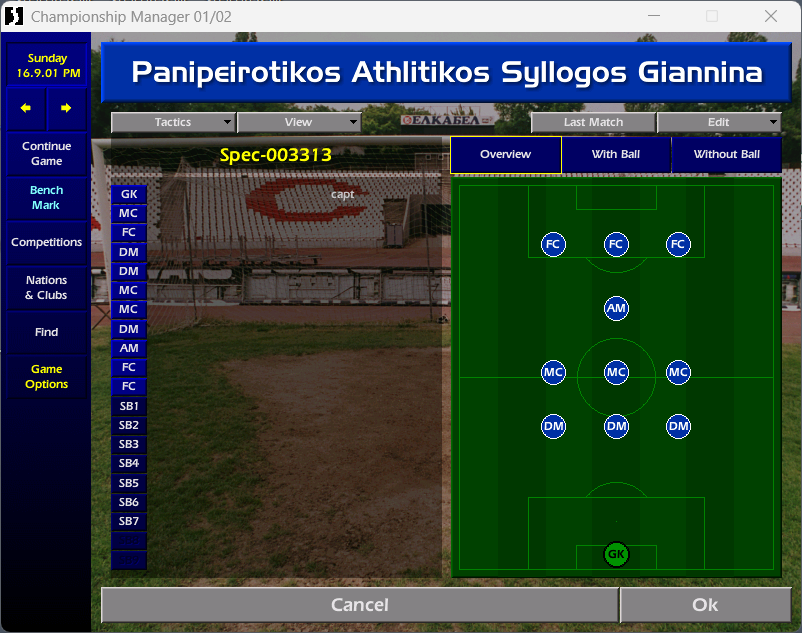 Championship Manager 01/02
Sunday
16.9.01 PM
Continue
Game
Bench
Mark
Competitions
Nations
& Clubs
Find
Game
Options
Panipeirotikos Athlitikos Syllogos Giannina
Tactics
View
ΕΛΚΑΒΕΛ
Last Match
Edit
Spec-003313
Overview
With Ball
Without Ball
GK
capt
MC
FC
DM
DM
MC
MC
DM
AM
FC
FC
SB1
SB2
SB3
SB4
SB5
SB6
SB7
FC FC FC
AM
MC MC MC
DM DM DM
GK
Cancel
Ok